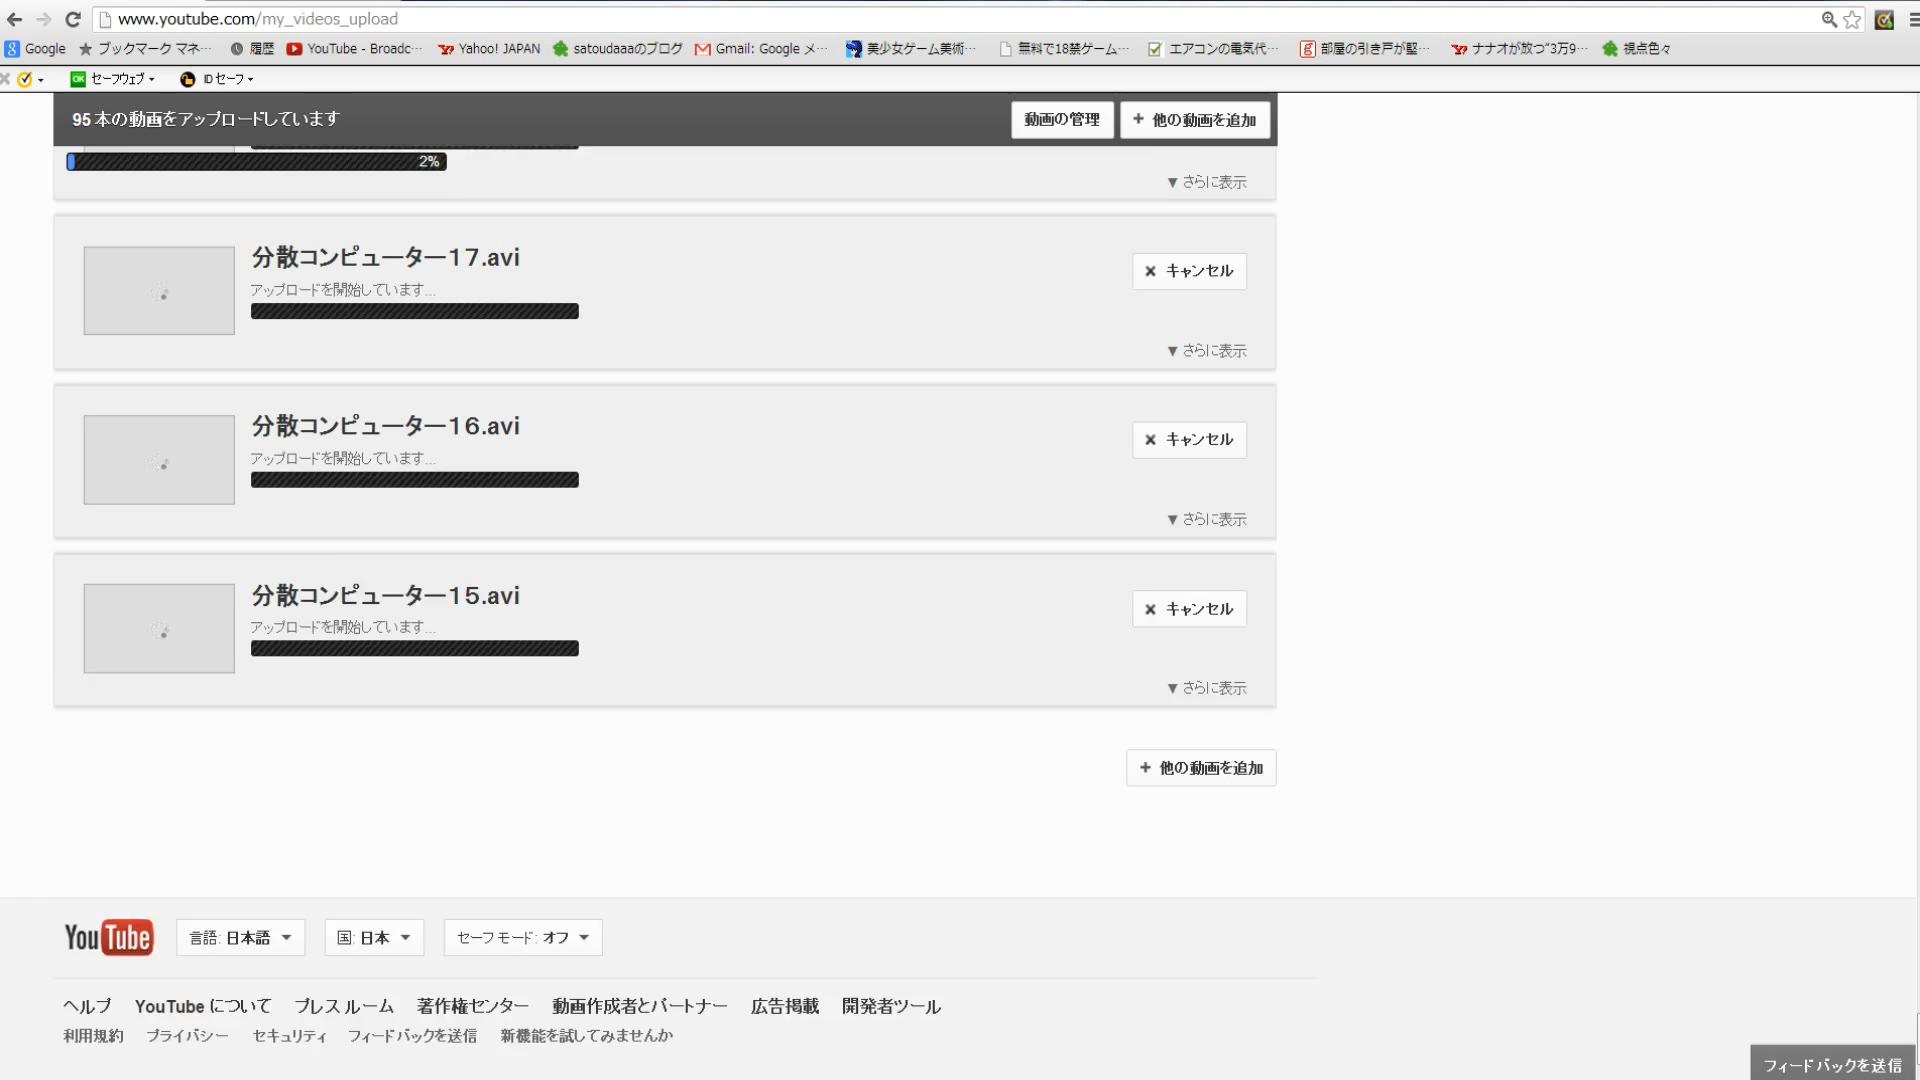 www.youtube.com/my_videos_upload
Google ブックマーク マネ… 履歴 YouTube - Broadc… Yahoo! JAPAN satoudaaaのブログ Gmail: Google メ… 美少女ゲーム美術… 無料で18禁ゲーム… エアコンの電気代… 部屋の引き戸が堅… ナナオが放つ“3万9… 視点色々
OK セーフウェブ ID セーフ
95 本の動画をアップロードしています 動画の管理 + 他の動画を追加
2%
▼ さらに表示
分散コンピューター17.avi
× キャンセル
アップロードを開始しています...
▼ さらに表示
分散コンピューター16.avi
× キャンセル
アップロードを開始しています...
▼ さらに表示
分散コンピューター15.avi
× キャンセル
アップロードを開始しています...
▼ さらに表示
+ 他の動画を追加
YouTube 言語: 日本語 国: 日本 セーフモード: オフ
ヘルプ YouTube について プレス ルーム 著作権センター 動画作成者とパートナー 広告掲載 開発者ツール
利用規約 プライバシー セキュリティ フィードバックを送信 新機能を試してみませんか
フィードバックを送信